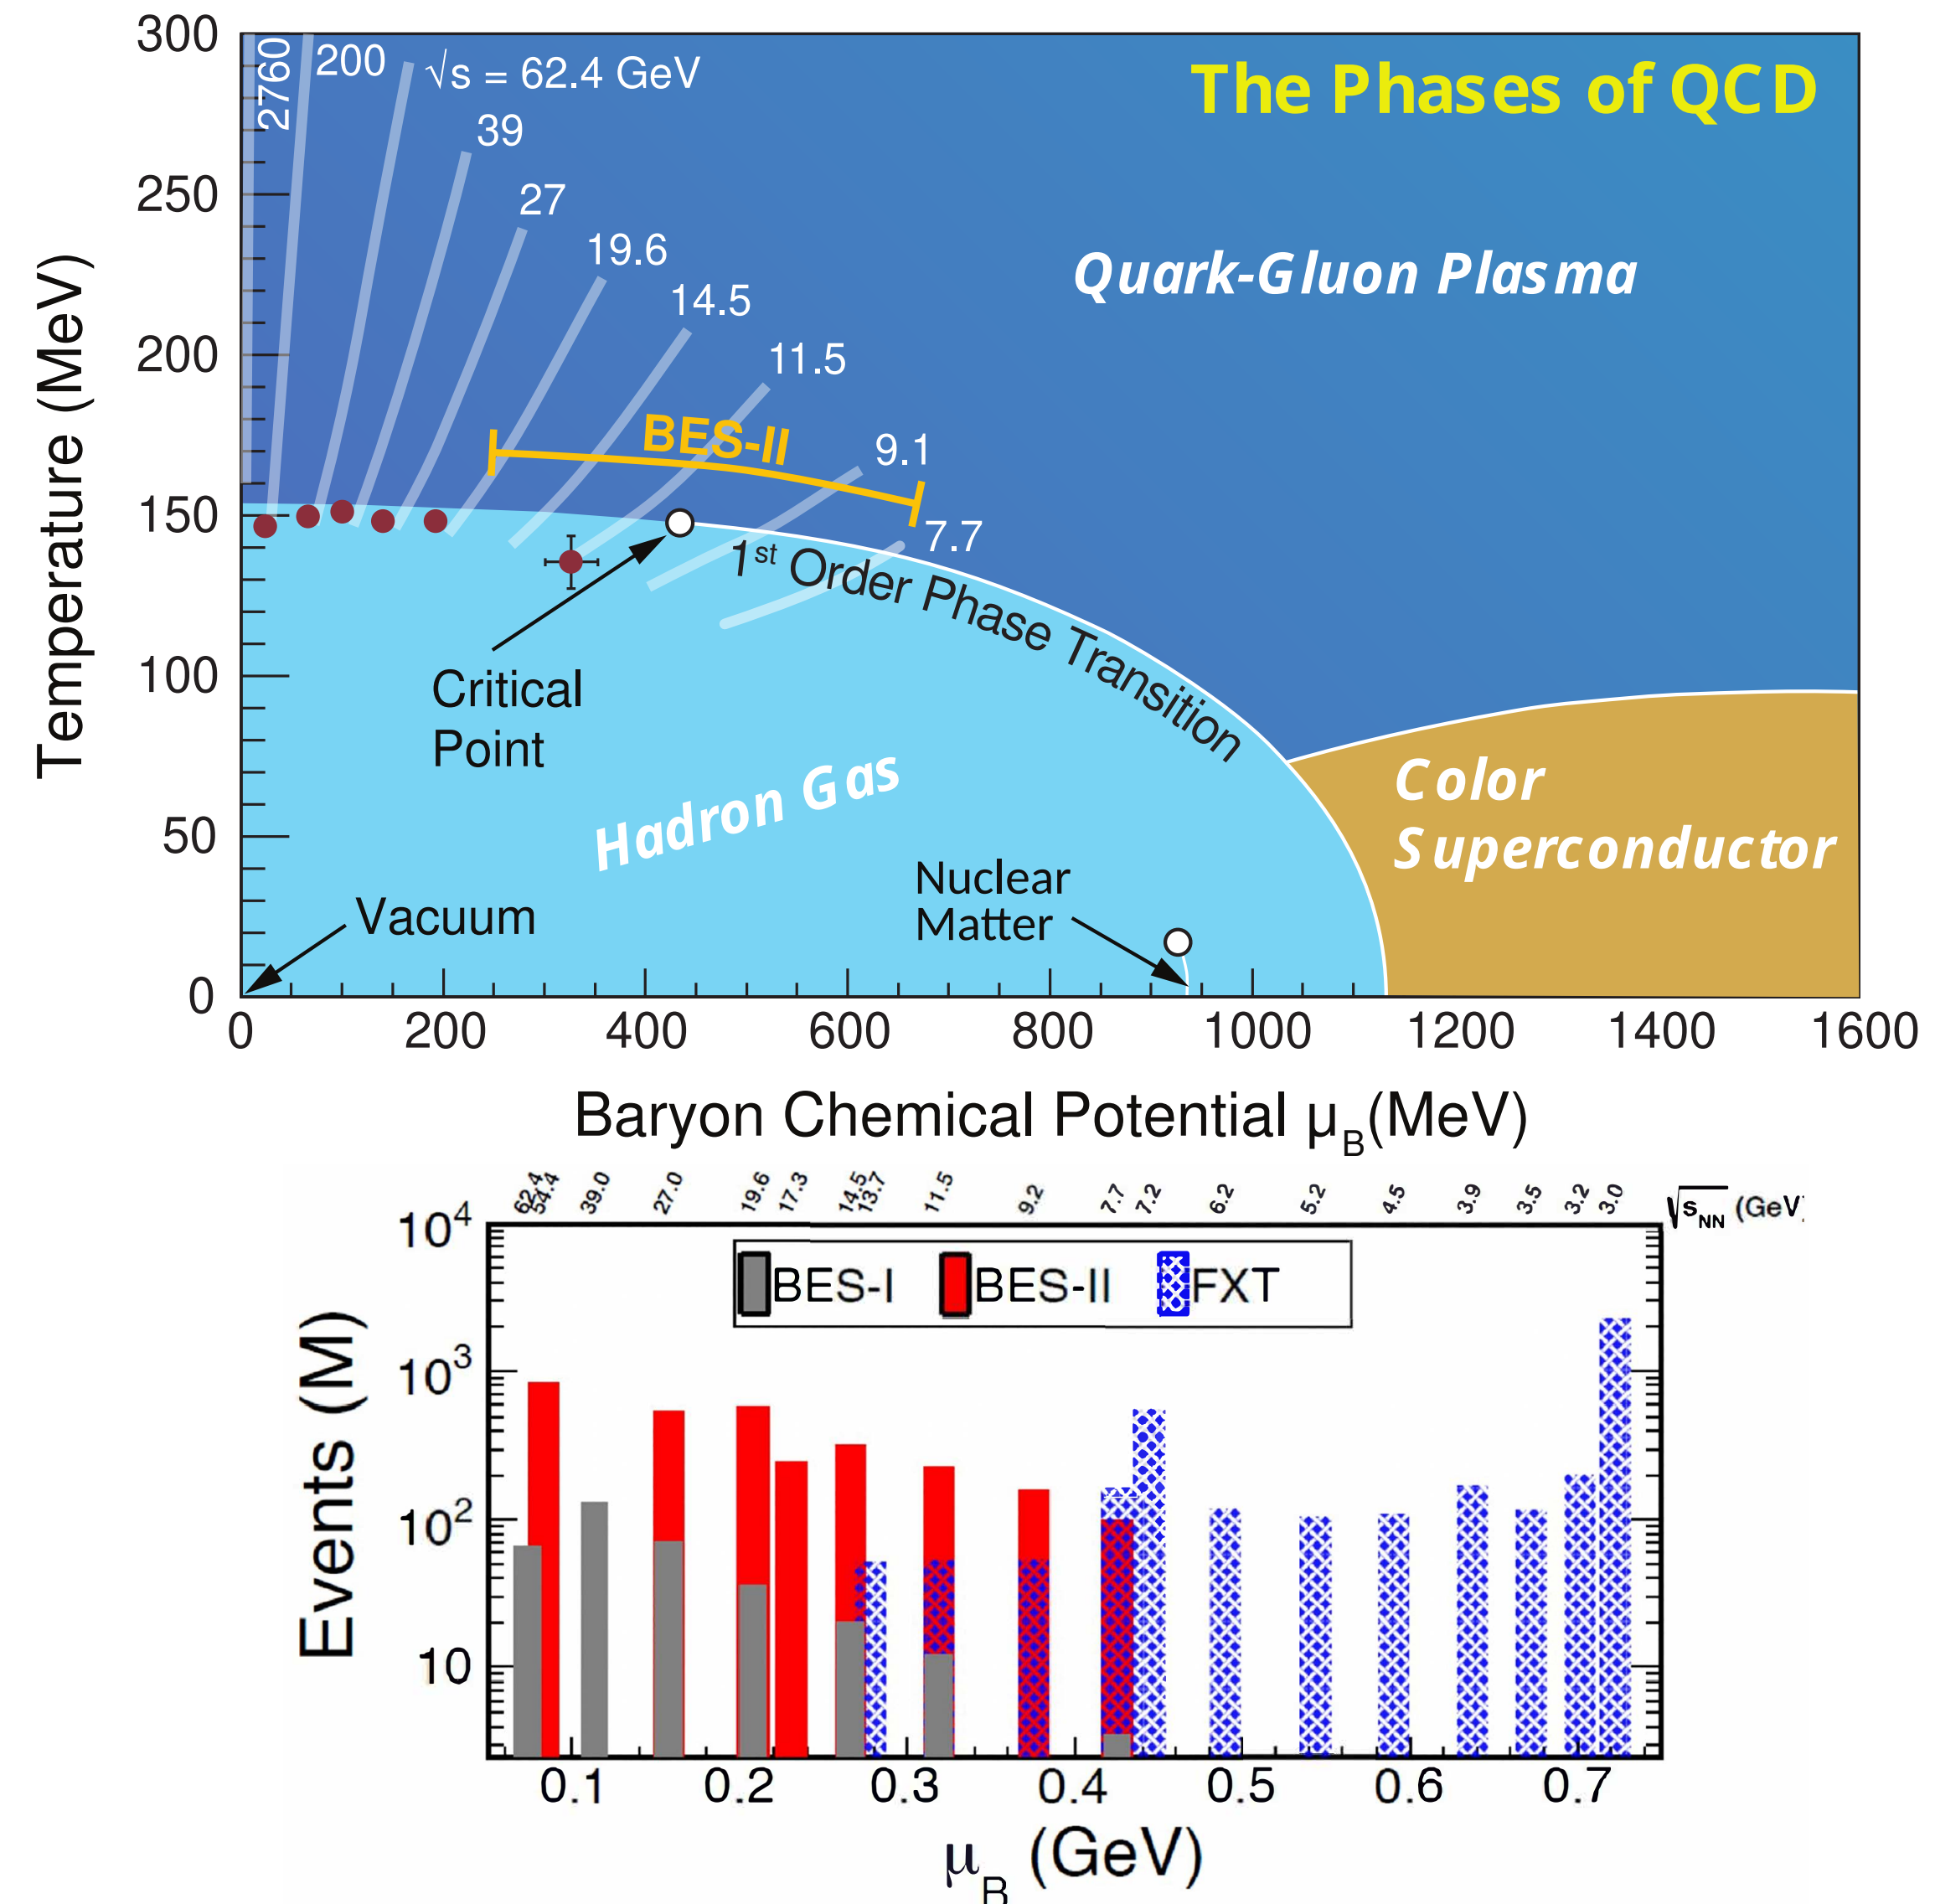 The Phases of QCD
300
250
200
150
100
50
0
Temperature (MeV)
2760
200
√s = 62.4 GeV
39
27
19.6
14.5
11.5
9.1
7.7
BES-II
Quark-Gluon Plasma
1st Order Phase Transition
Critical
Point
Hadron Gas
Color
Superconductor
Nuclear
Matter
Vacuum
0 200 400 600 800 1000 1200 1400 1600
Baryon Chemical Potential μB(MeV)
62.4 54.4 39.0 27.0 19.6 17.3 14.5 13.7 11.5 9.2 7.7 7.2 6.2 5.2 4.5 3.9 3.5 3.2 3.0 √sNN (GeV)
10^4
10^3
10^2
10
Events (M)
BES-I BES-II FXT
0.1 0.2 0.3 0.4 0.5 0.6 0.7
μB (GeV)